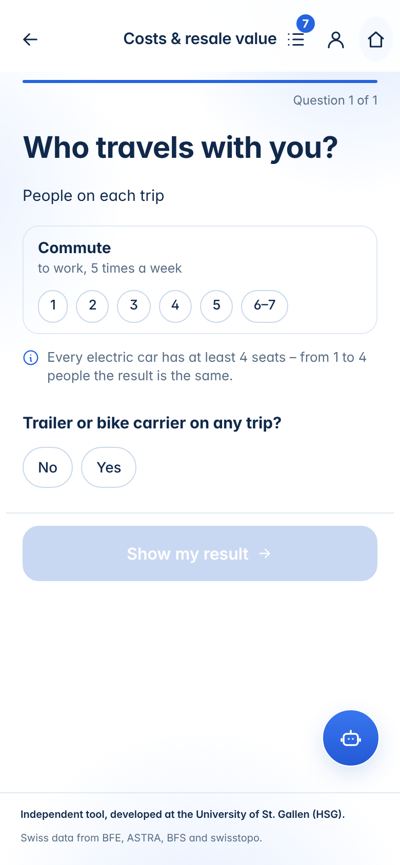 Costs & resale value
7
Question 1 of 1
Who travels with you?
People on each trip
Commute
to work, 5 times a week
1 2 3 4 5 6–7
Every electric car has at least 4 seats – from 1 to 4
people the result is the same.
Trailer or bike carrier on any trip?
No Yes
Show my result →
Independent tool, developed at the University of St. Gallen (HSG).
Swiss data from BFE, ASTRA, BFS and swisstopo.